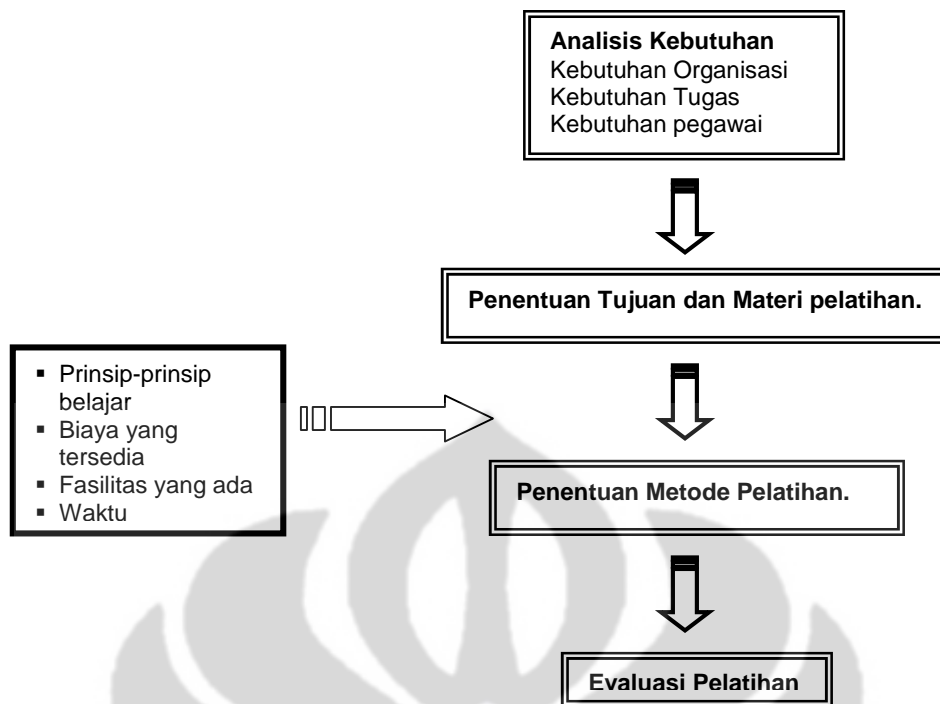 Analisis Kebutuhan
Kebutuhan Organisasi
Kebutuhan Tugas
Kebutuhan pegawai
Penentuan Tujuan dan Materi pelatihan.
▪ Prinsip-prinsip
belajar
▪ Biaya yang
tersedia
▪ Fasilitas yang ada
▪ Waktu
Penentuan Metode Pelatihan.
Evaluasi Pelatihan